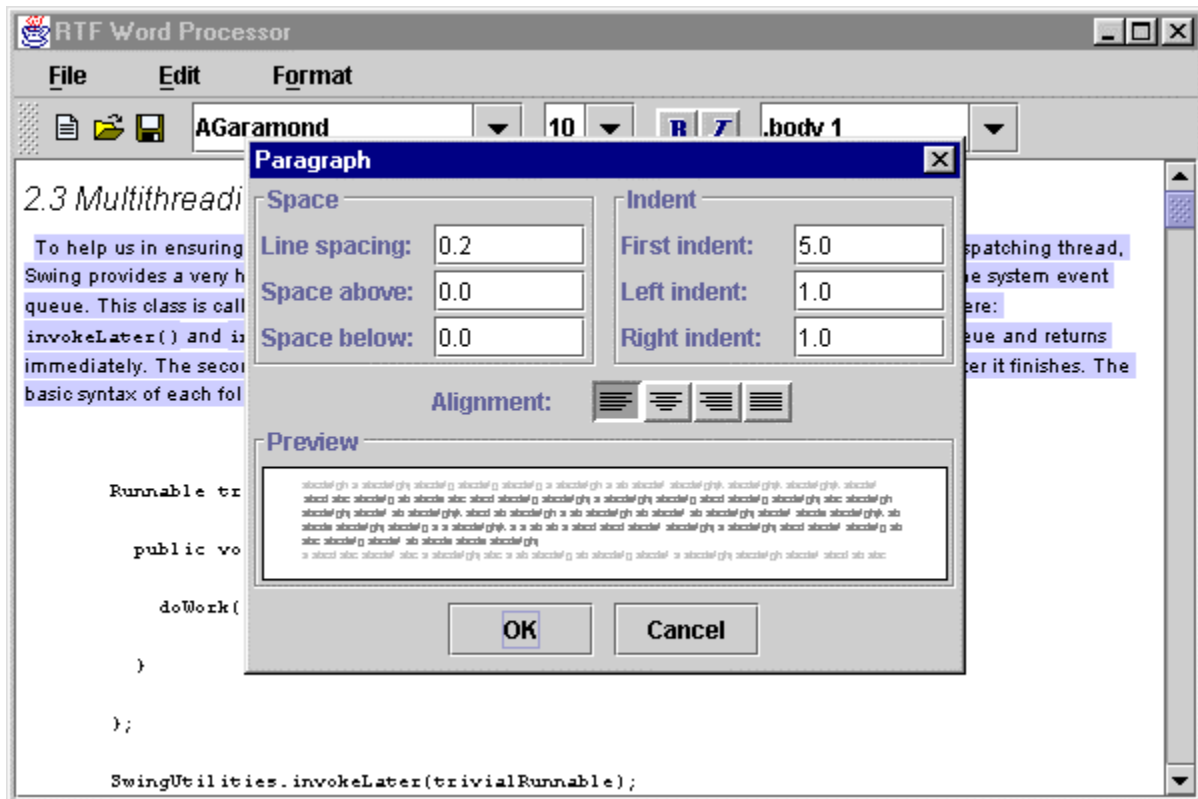 RTF Word Processor
File Edit Format
AGaramond 10 B I .body 1
2.3 Multithreadi
To help us in ensuring spatching thread,
Swing provides a very h e system event
queue. This class is call ere:
invokeLater() and i eue and returns
immediately. The seco er it finishes. The
basic syntax of each fol
Runnable tr
public vo
doWork(
}
};
SwingUtilities.invokeLater(trivialRunnable);
Paragraph
Space
Line spacing: 0.2
Space above: 0.0
Space below: 0.0
Indent
First indent: 5.0
Left indent: 1.0
Right indent: 1.0
Alignment:
Preview
OK Cancel